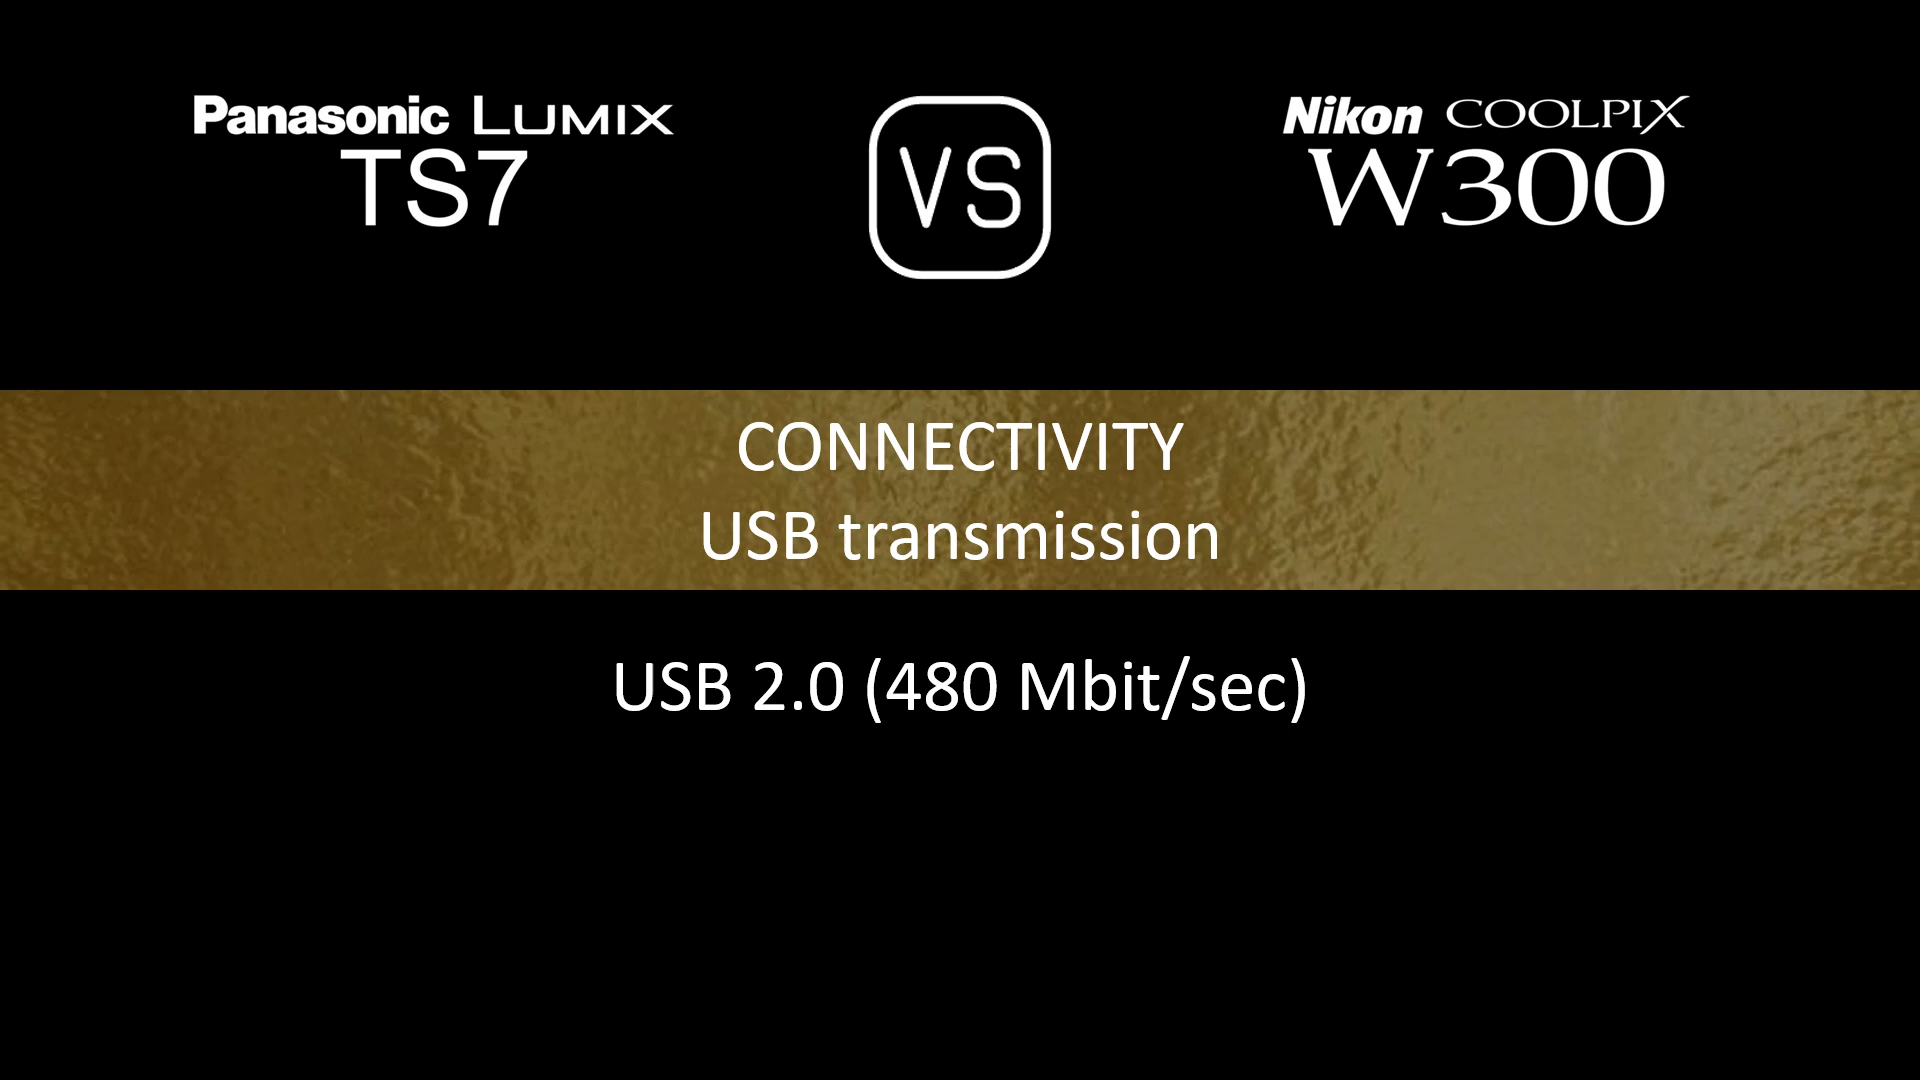 Panasonic LUMIX
TS7
VS
Nikon COOLPIX
W300
CONNECTIVITY
USB transmission
USB 2.0 (480 Mbit/sec)